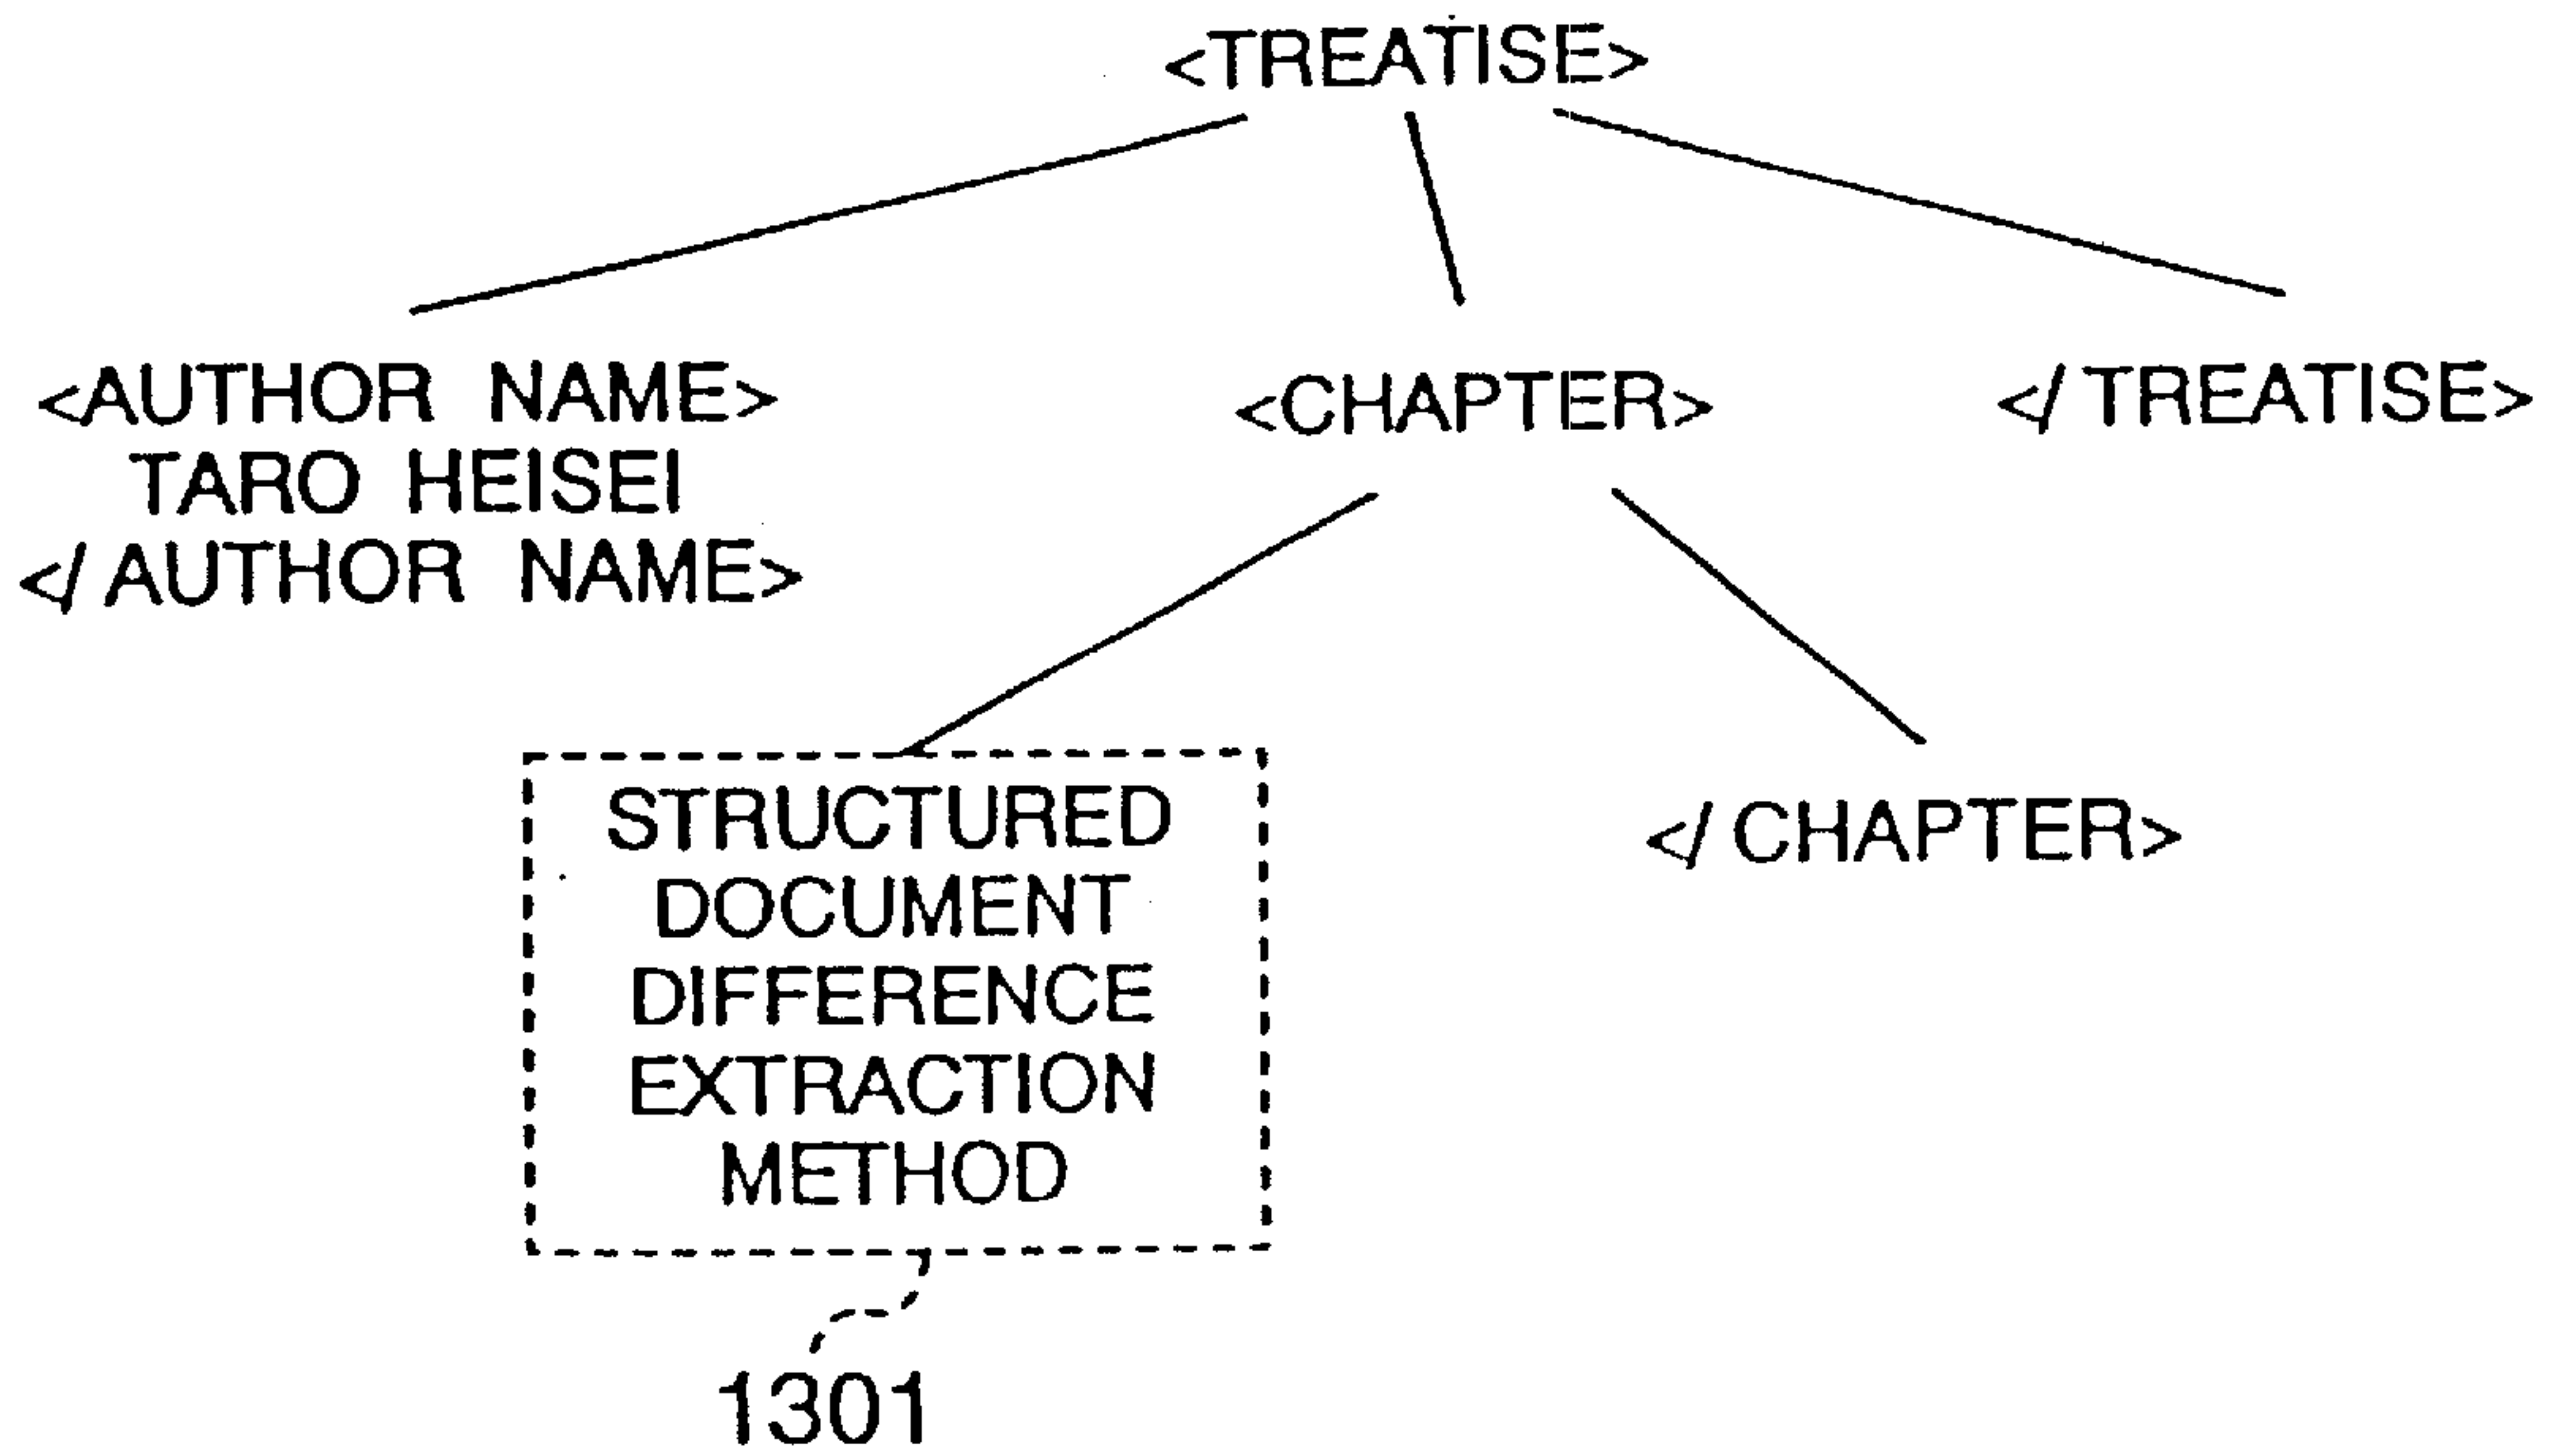 <TREATISE>
<AUTHOR NAME>
TARO HEISEI
</AUTHOR NAME>
<CHAPTER>
</TREATISE>
STRUCTURED
DOCUMENT
DIFFERENCE
EXTRACTION
METHOD
</CHAPTER>
1301